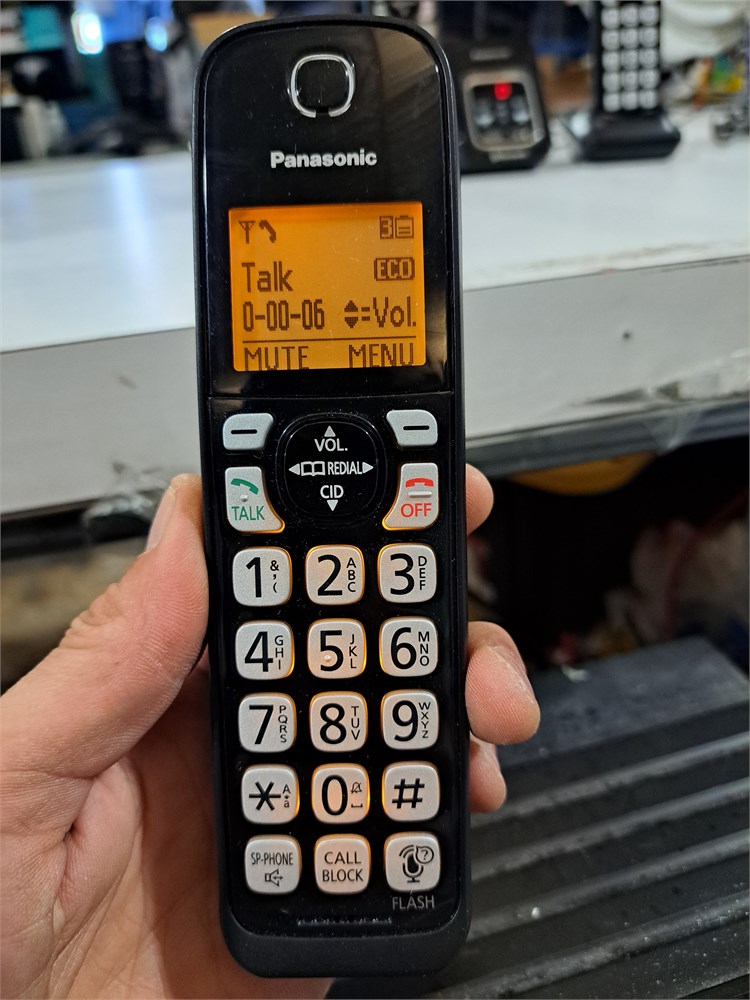 Panasonic
3
Talk ECO
0-00-06 =Vol.
MUTE MENU
VOL.
REDIAL
CID
TALK OFF
1 & ' ( 2 ABC 3 DEF
4 GHI 5 JKL 6 MNO
7 PQRS 8 TUV 9 WXYZ
* A a 0 #
SP-PHONE CALL BLOCK ?
FLASH